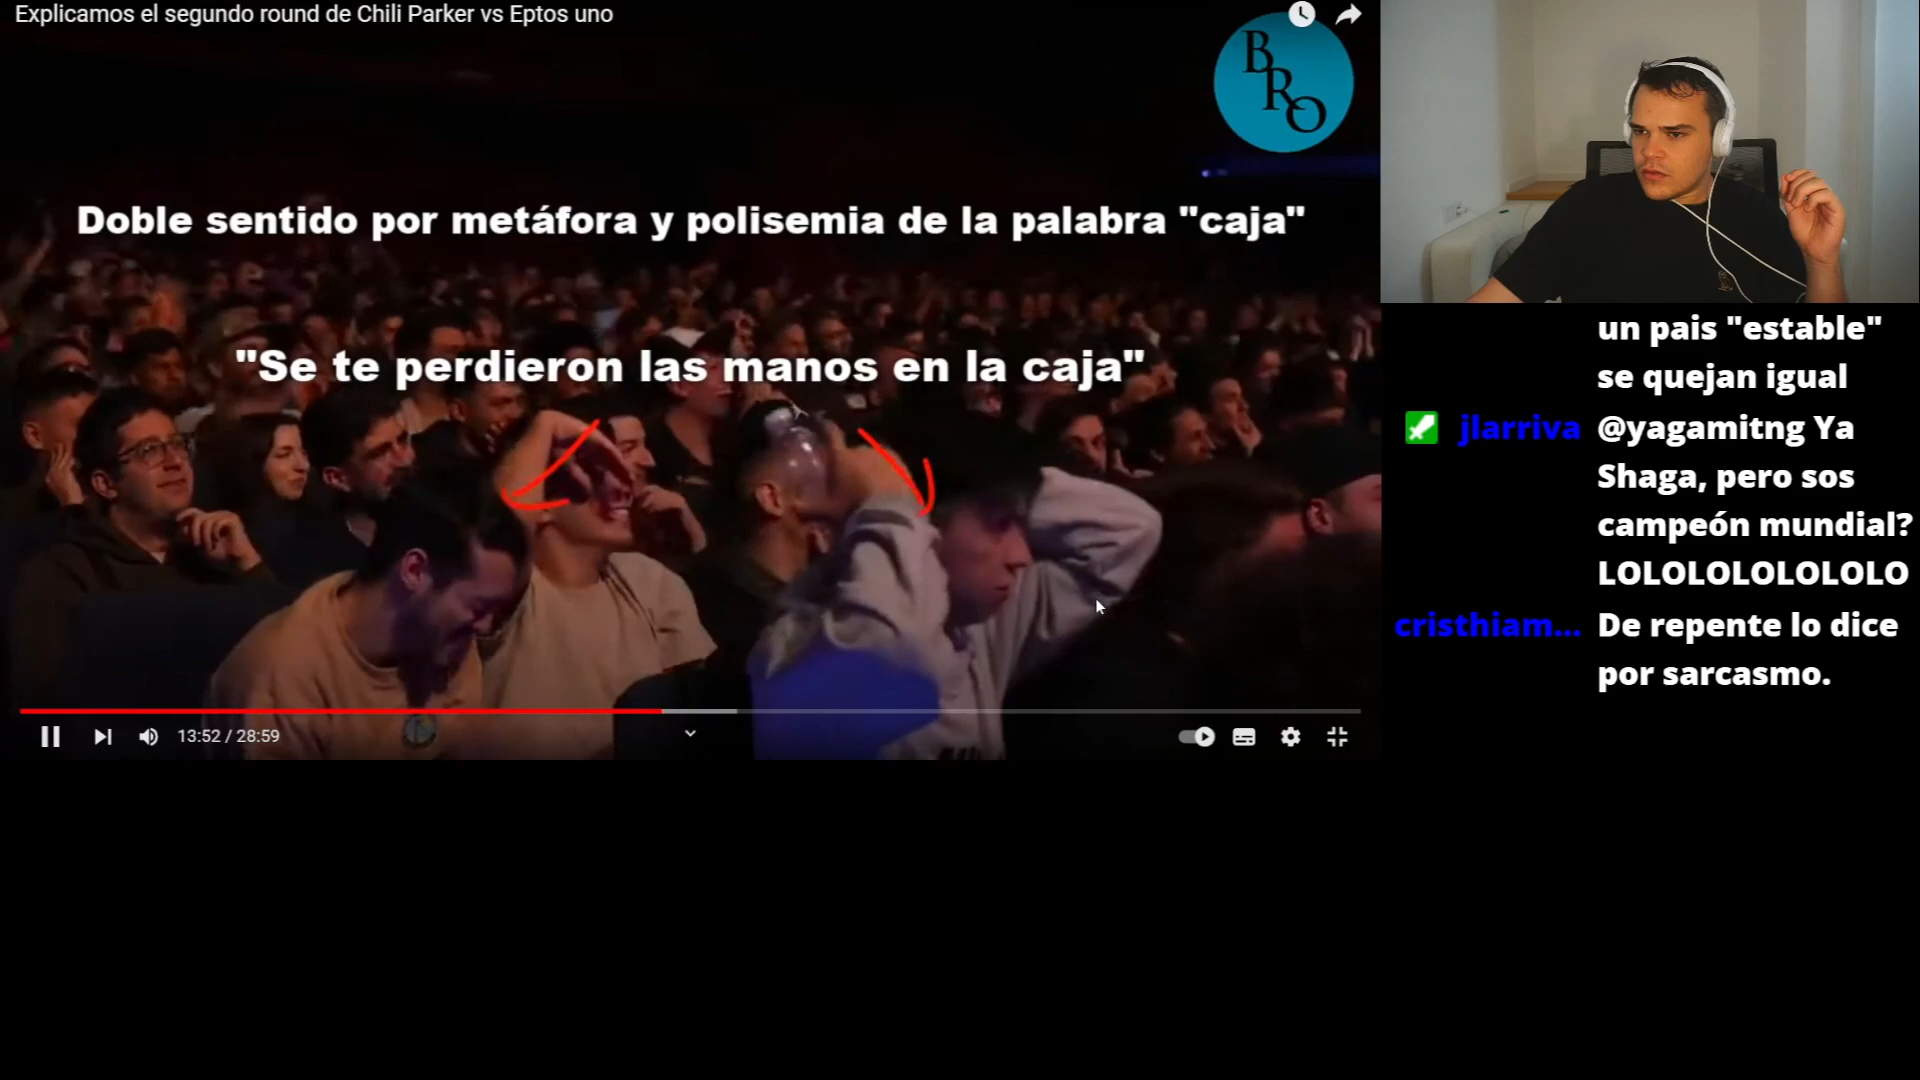 Explicamos el segundo round de Chili Parker vs Eptos uno
BRO
Doble sentido por metáfora y polisemia de la palabra "caja"
"Se te perdieron las manos en la caja"
13:52 / 28:59
un pais "estable"
se quejan igual
jlarriva @yagamitng Ya
Shaga, pero sos
campeón mundial?
LOLOLOLOLOLOLO
cristhiam... De repente lo dice
por sarcasmo.